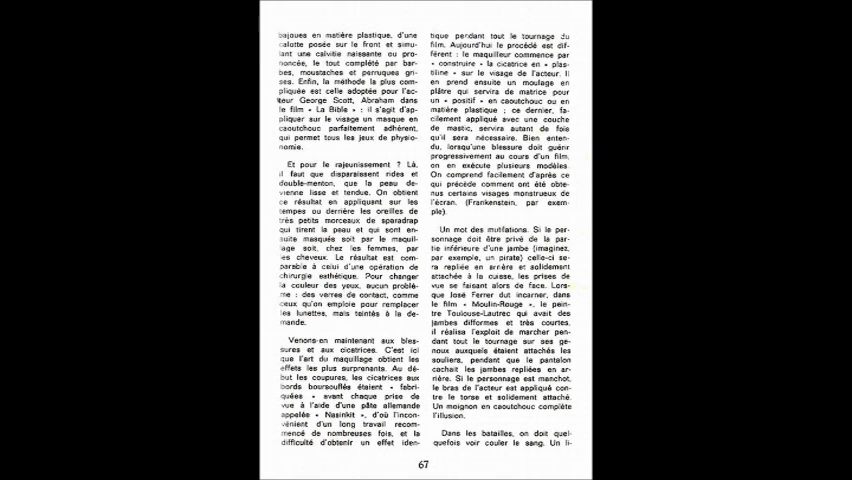 bajoues en matière plastique, d'une
calotte posée sur le front et simu-
lant une calvitie naissante ou pro-
noncée, le tout complété par bar-
bes, moustaches et perruques gri-
ses. Enfin, la méthode la plus com-
pliquée est celle adoptée pour l'ac-
teur George Scott, Abraham dans
le film « La Bible » : il s'agit d'ap-
pliquer sur le visage un masque en
caoutchouc parfaitement adhérent,
qui permet tous les jeux de physio-
nomie.
Et pour le rajeunissement ? Là,
il faut que disparaissent rides et
double-menton, que la peau de-
vienne lisse et tendue. On obtient
ce résultat en appliquant sur les
tempes ou derrière les oreilles de
très petits morceaux de sparadrap
qui tirent la peau et qui sont en-
suite masqués soit par le maquil-
lage soit, chez les femmes, par
les cheveux. Le résultat est com-
parable à celui d'une opération de
chirurgie esthétique. Pour changer
la couleur des yeux, aucun problè-
me : des verres de contact, comme
ceux qu'on emploie pour remplacer
les lunettes, mais teintés à la de-
mande.
Venons-en maintenant aux bles-
sures et aux cicatrices. C'est ici
que l'art du maquillage obtient les
effets les plus surprenants. Au dé-
but les coupures, les cicatrices aux
bords boursouflés étaient « fabri-
quées » avant chaque prise de
vue à l'aide d'une pâte allemande
appelée « Nasinkit », d'où l'incon-
vénient d'un long travail recom-
mencé de nombreuses fois, et la
difficulté d'obtenir un effet iden-
tique pendant tout le tournage du
film. Aujourd'hui le procédé est dif-
férent : le maquilleur commence par
« construire » la cicatrice en « plas-
tiline » sur le visage de l'acteur. Il
en prend ensuite un moulage en
plâtre qui servira de matrice pour
un « positif » en caoutchouc ou en
matière plastique ; ce dernier, fa-
cilement appliqué avec une couche
de mastic, servira autant de fois
qu'il sera nécessaire. Bien enten-
du, lorsqu'une blessure doit guérir
progressivement au cours d'un film,
on en exécute plusieurs modèles.
On comprend facilement d'après ce
qui précède comment ont été obte-
nus certains visages monstrueux de
l'écran. (Frankenstein, par exem-
ple).
Un mot des mutilations. Si le per-
sonnage doit être privé de la par-
tie inférieure d'une jambe (imaginez,
par exemple, un pirate) celle-ci se-
ra repliée en arrière et solidement
attachée à la cuisse, les prises de
vue se faisant alors de face. Lors-
que José Ferrer dut incarner, dans
le film « Moulin-Rouge », le pein-
tre Toulouse-Lautrec qui avait des
jambes difformes et très courtes,
il réalisa l'exploit de marcher pen-
dant tout le tournage sur ses ge-
noux auxquels étaient attachés les
souliers, pendant que le pantalon
cachait les jambes repliées en ar-
rière. Si le personnage est manchot,
le bras de l'acteur est appliqué con-
tre le torse et solidement attaché.
Un moignon en caoutchouc complète
l'illusion.
Dans les batailles, on doit quel-
quefois voir couler le sang. Un li-
67